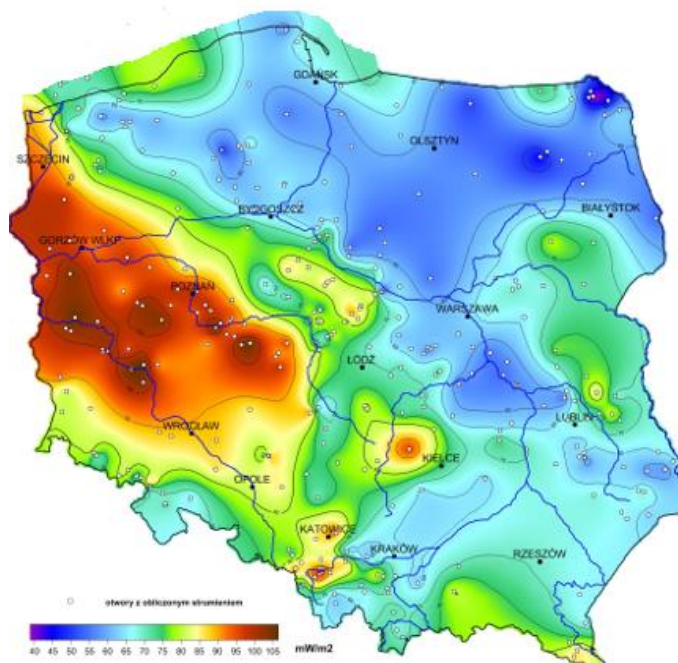 GDAŃSK
OLSZTYN
SZCZECIN
BIAŁYSTOK
BYDGOSZCZ
GORZÓW WLKP
POZNAŃ
WARSZAWA
ŁÓDŹ
LUBLIN
WROCŁAW
KIELCE
OPOLE
KATOWICE
KRAKÓW
RZESZÓW
otwory z obliczonym strumieniem
40 45 50 55 60 65 70 75 80 85 90 95 100 105 mW/m2